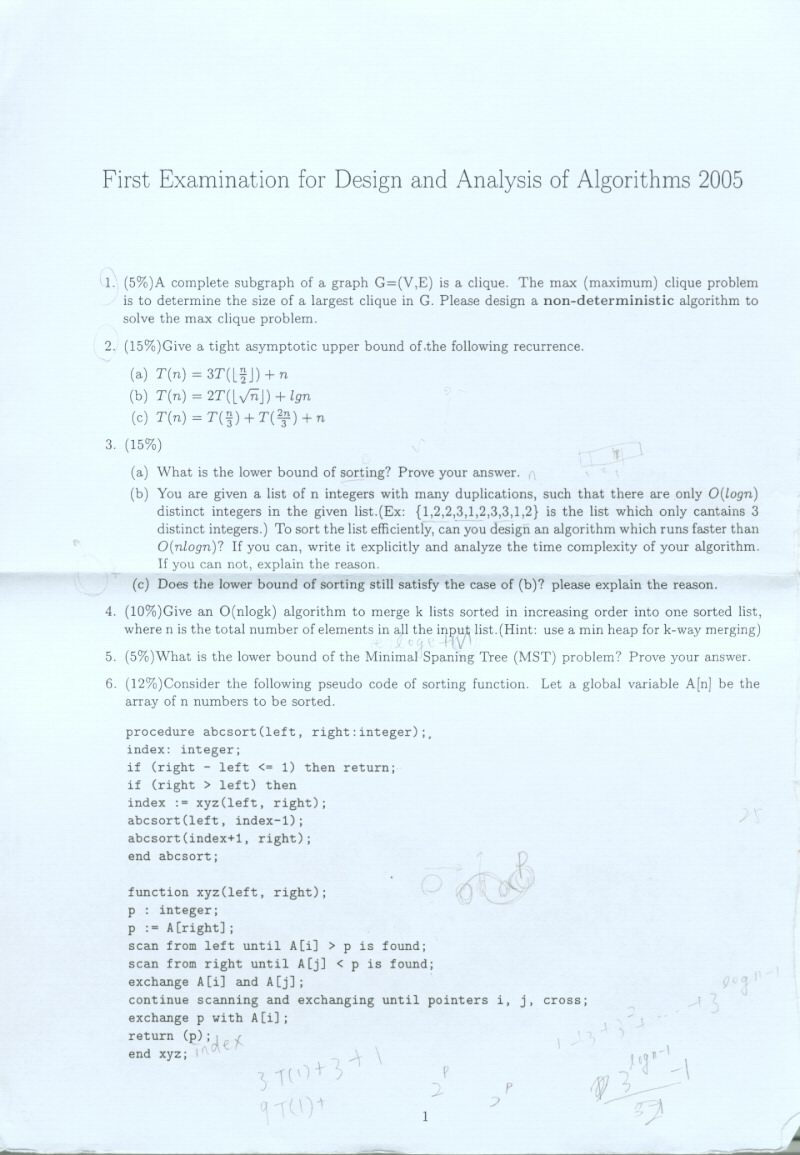 First Examination for Design and Analysis of Algorithms 2005
1. (5%)A complete subgraph of a graph G=(V,E) is a clique. The max (maximum) clique problem
is to determine the size of a largest clique in G. Please design a non-deterministic algorithm to
solve the max clique problem.
2. (15%)Give a tight asymptotic upper bound of the following recurrence.
(a) T(n) = 3T(⌊n/2⌋) + n
(b) T(n) = 2T(⌊√n⌋) + lgn
(c) T(n) = T(n/3) + T(2n/3) + n
3. (15%)
(a) What is the lower bound of sorting? Prove your answer. n
(b) You are given a list of n integers with many duplications, such that there are only O(logn)
distinct integers in the given list.(Ex: {1,2,2,3,1,2,3,3,1,2} is the list which only cantains 3
distinct integers.) To sort the list efficiently, can you design an algorithm which runs faster than
O(nlogn)? If you can, write it explicitly and analyze the time complexity of your algorithm.
If you can not, explain the reason.
(c) Does the lower bound of sorting still satisfy the case of (b)? please explain the reason.
4. (10%)Give an O(nlogk) algorithm to merge k lists sorted in increasing order into one sorted list,
where n is the total number of elements in all the input list.(Hint: use a min heap for k-way merging)
5. (5%)What is the lower bound of the Minimal Spaning Tree (MST) problem? Prove your answer.
6. (12%)Consider the following pseudo code of sorting function. Let a global variable A[n] be the
array of n numbers to be sorted.
procedure abcsort(left, right:integer);
index: integer;
if (right - left <= 1) then return;
if (right > left) then
index := xyz(left, right);
abcsort(left, index-1);
abcsort(index+1, right);
end abcsort;
25
function xyz(left, right);
p : integer;
p := A[right];
scan from left until A[i] > p is found;
scan from right until A[j] < p is found;
exchange A[i] and A[j];
continue scanning and exchanging until pointers i, j, cross;
exchange p with A[i];
return (p); index
end xyz;
1+3+3²+ ... +3^logn-1
3T(1)+3+1
9T(1)+
2^p
2^p
3^logn-1 -1
1